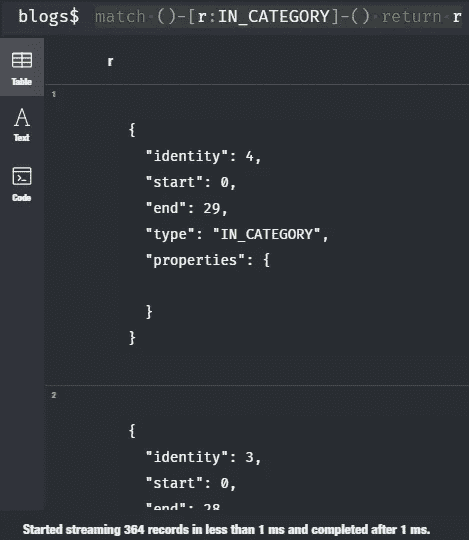 blogs$ match ()-[r:IN_CATEGORY]-() return r
Table
Text
Code
r
1
{
"identity": 4,
"start": 0,
"end": 29,
"type": "IN_CATEGORY",
"properties": {
}
}
2
{
"identity": 3,
"start": 0,
"end": 28
Started streaming 364 records in less than 1 ms and completed after 1 ms.